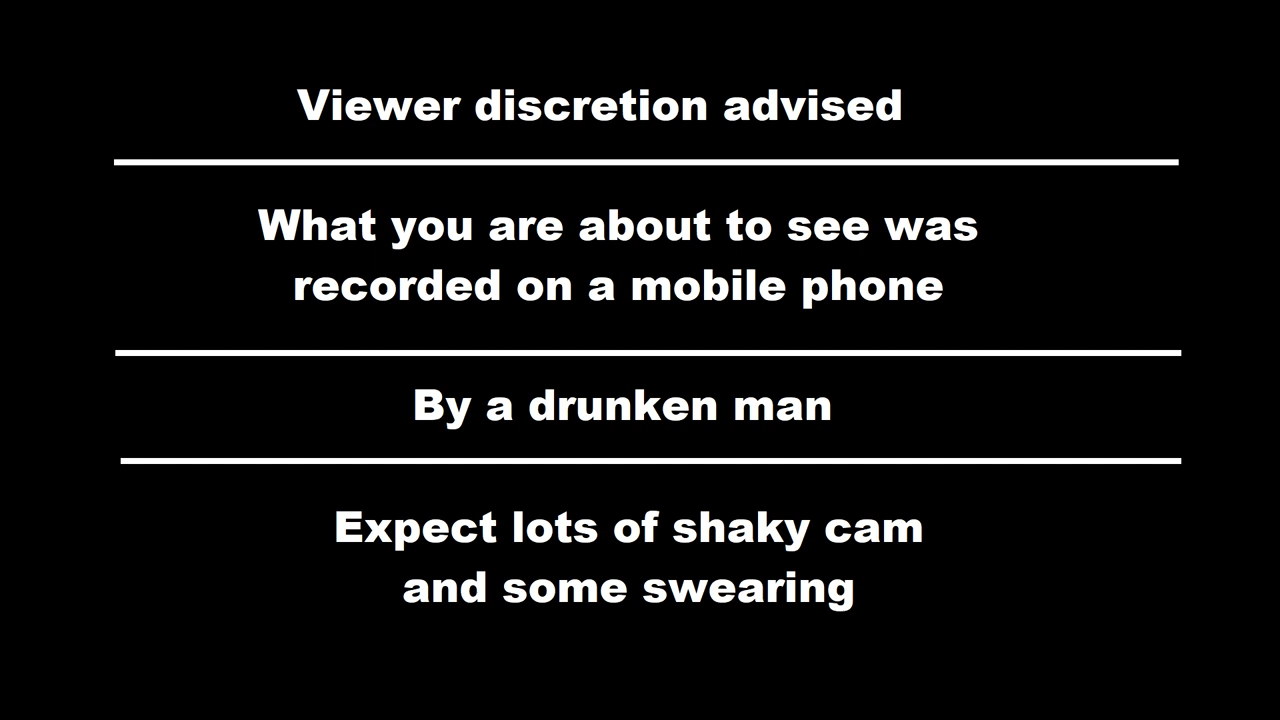 Viewer discretion advised
What you are about to see was
recorded on a mobile phone
By a drunken man
Expect lots of shaky cam
and some swearing